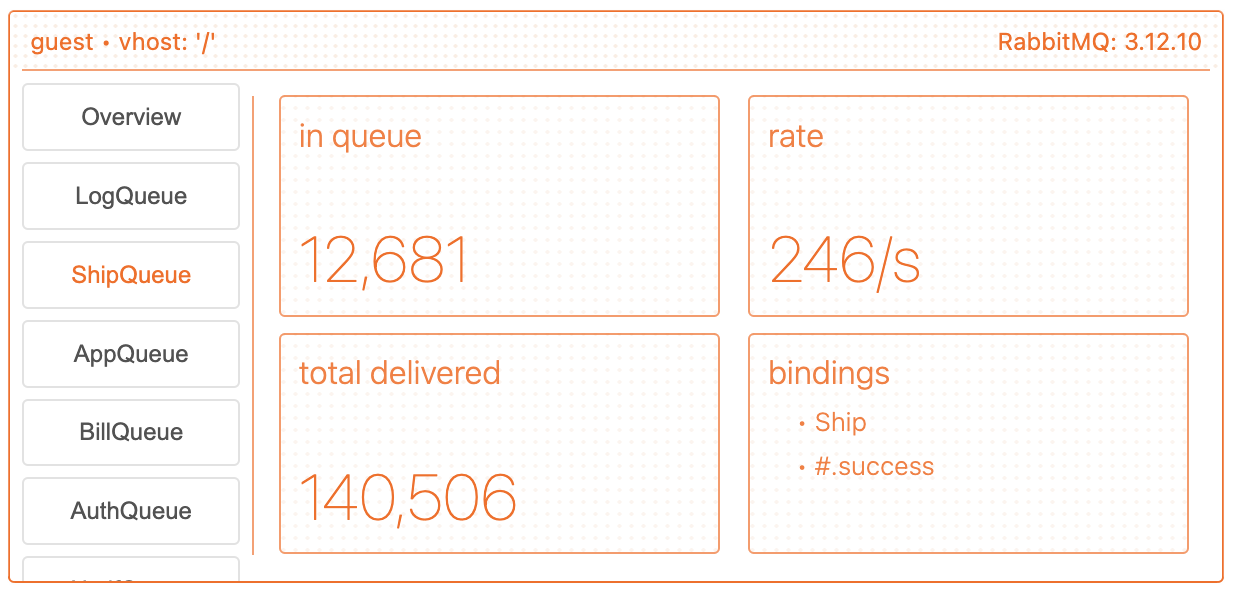 guest • vhost: '/'
RabbitMQ: 3.12.10
Overview
LogQueue
ShipQueue
AppQueue
BillQueue
AuthQueue
in queue
12,681
rate
246/s
total delivered
140,506
bindings
• Ship
• #.success